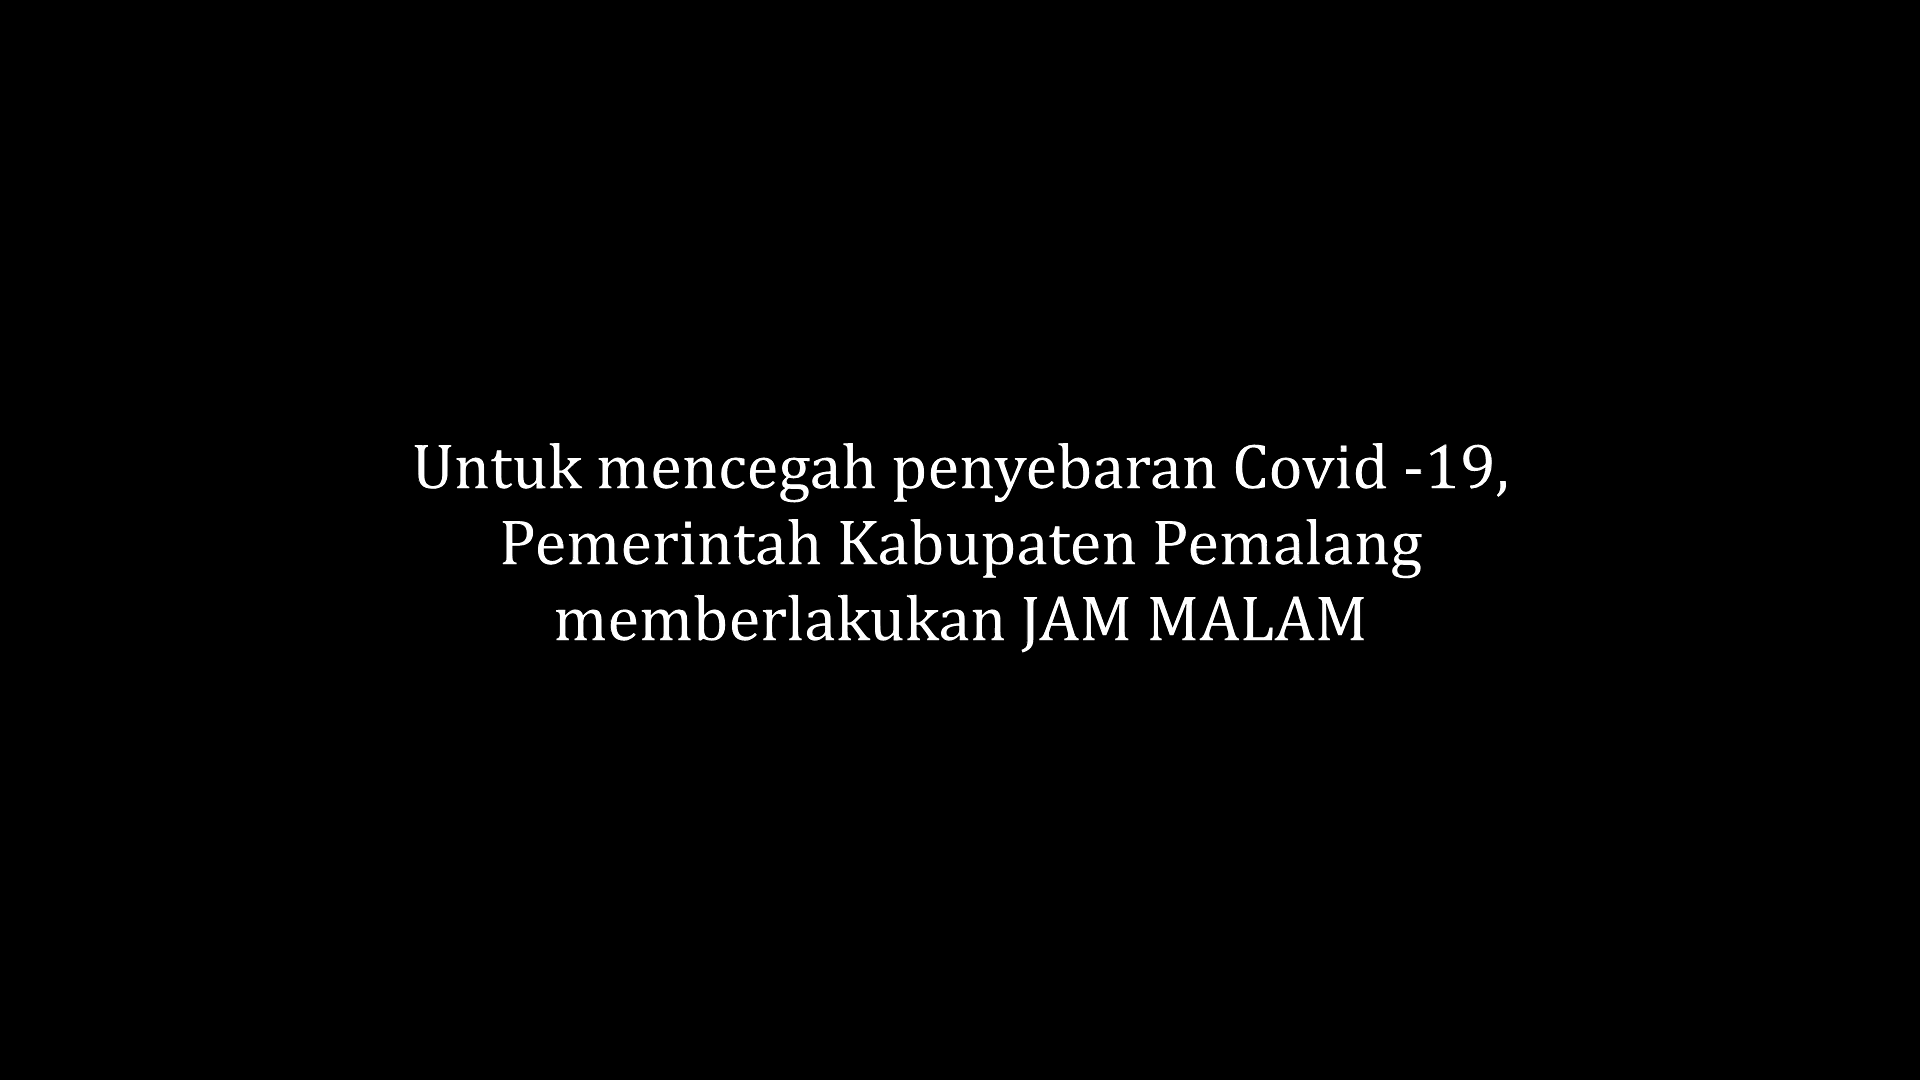 Untuk mencegah penyebaran Covid -19,
Pemerintah Kabupaten Pemalang
memberlakukan JAM MALAM